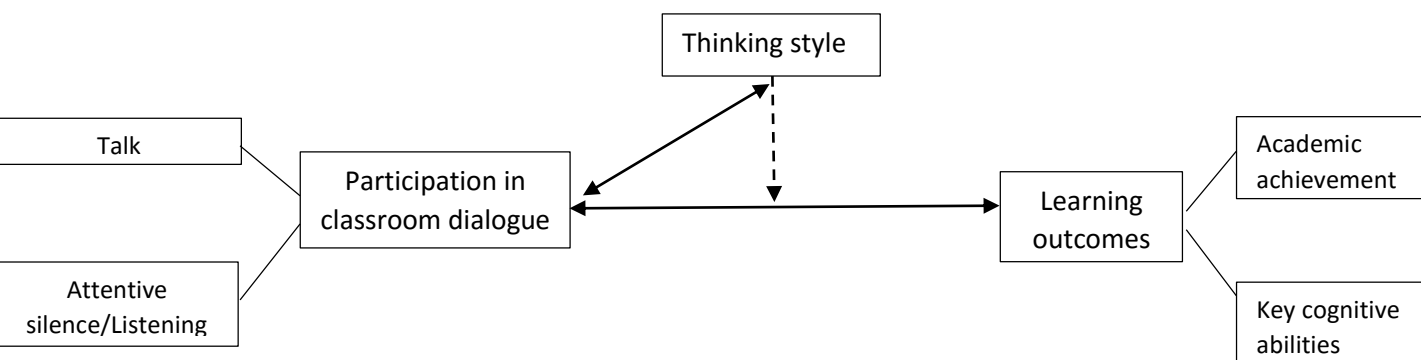 Thinking style
Talk
Participation in
classroom dialogue
Attentive
silence/Listening
Learning
outcomes
Academic
achievement
Key cognitive
abilities